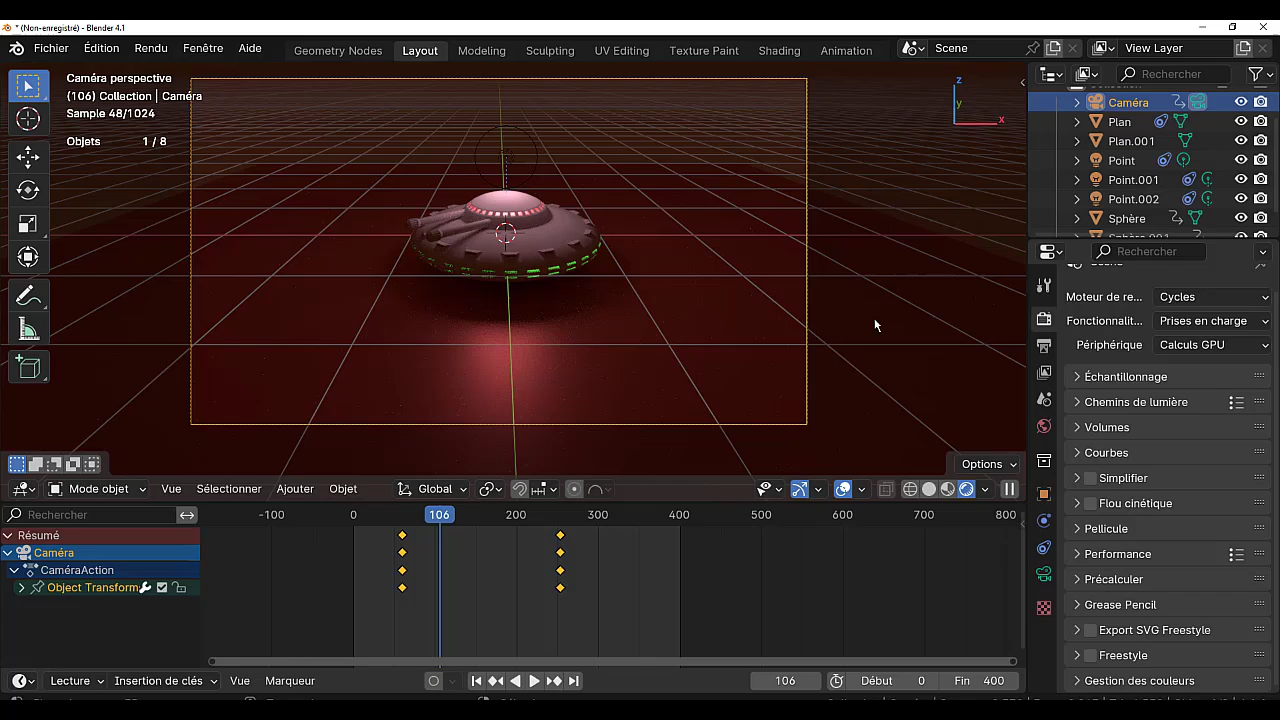 * (Non-enregistré) - Blender 4.1
Fichier Édition Rendu Fenêtre Aide Geometry Nodes Layout Modeling Sculpting UV Editing Texture Paint Shading Animation Scene View Layer
Caméra perspective
(106) Collection | Caméra
Sample 48/1024
Objets 1 / 8
z
y
x
Options
Mode objet Vue Sélectionner Ajouter Objet Global
Rechercher
Caméra
Plan
Plan.001
Point
Point.001
Point.002
Sphère
Sphère.001
Rechercher
Scene
Moteur de re... Cycles
Fonctionnalit... Prises en charge
Périphérique Calculs GPU
Échantillonnage
Chemins de lumière
Volumes
Courbes
Simplifier
Flou cinétique
Pellicule
Performance
Précalculer
Grease Pencil
Export SVG Freestyle
Freestyle
Gestion des couleurs
Rechercher -100 0 106 200 300 400 500 600 700 800
Résumé
Caméra
CaméraAction
Object Transform
Lecture Insertion de clés Vue Marqueur 106 Début 0 Fin 400